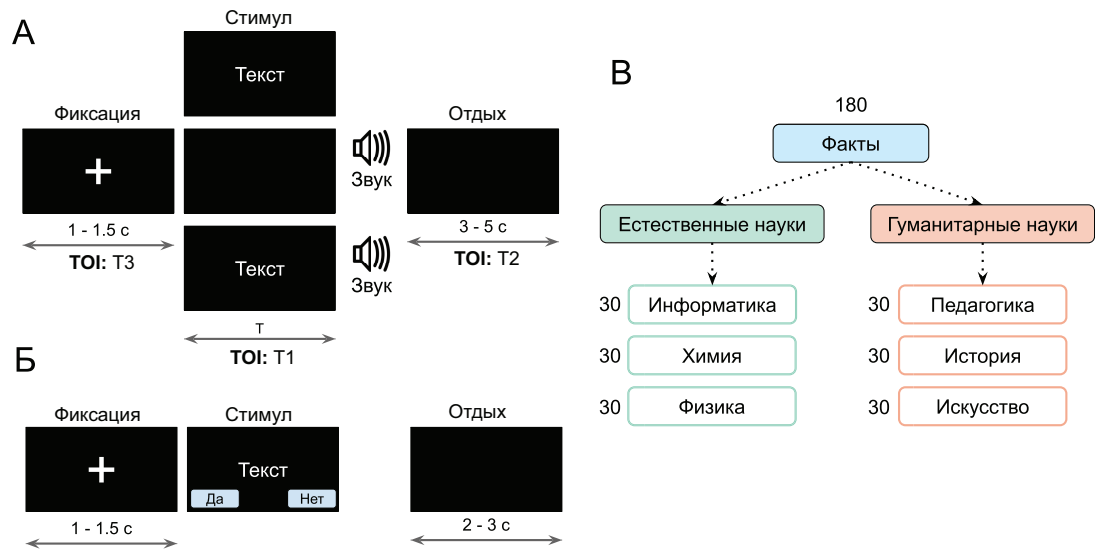 А
Стимул
Текст
Фиксация
Звук
Отдых
1 - 1.5 с
TOI: T3
3 - 5 с
TOI: T2
Текст
Звук
т
TOI: T1
Б
Фиксация
Стимул
Отдых
Текст
Да
Нет
1 - 1.5 с
2 - 3 с
В
180
Факты
Естественные науки
Гуманитарные науки
30 Информатика
30 Педагогика
30 Химия
30 История
30 Физика
30 Искусство